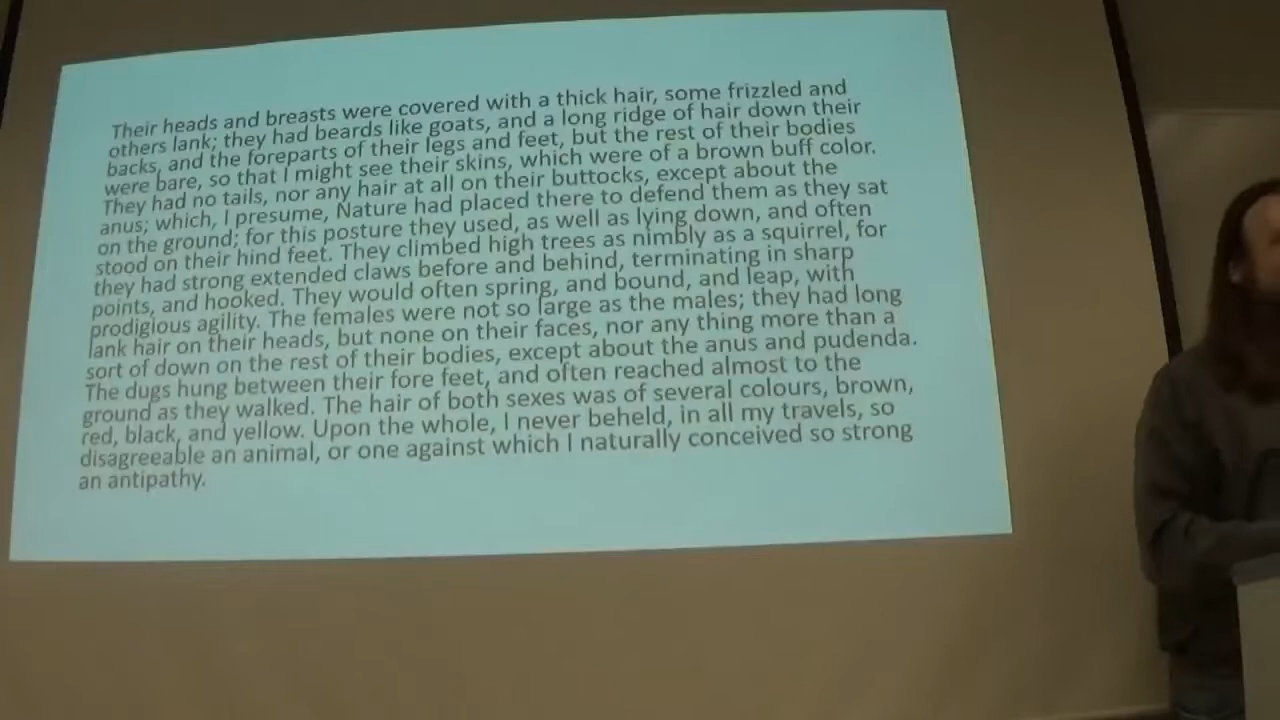 Their heads and breasts were covered with a thick hair, some frizzled and
others lank; they had beards like goats, and a long ridge of hair down their
backs, and the foreparts of their legs and feet, but the rest of their bodies
were bare, so that I might see their skins, which were of a brown buff color.
They had no tails, nor any hair at all on their buttocks, except about the
anus; which, I presume, Nature had placed there to defend them as they sat
on the ground; for this posture they used, as well as lying down, and often
stood on their hind feet. They climbed high trees as nimbly as a squirrel, for
they had strong extended claws before and behind, terminating in sharp
points, and hooked. They would often spring, and bound, and leap, with
prodigious agility. The females were not so large as the males; they had long
lank hair on their heads, but none on their faces, nor any thing more than a
sort of down on the rest of their bodies, except about the anus and pudenda.
The dugs hung between their fore feet, and often reached almost to the
ground as they walked. The hair of both sexes was of several colours, brown,
red, black, and yellow. Upon the whole, I never beheld, in all my travels, so
disagreeable an animal, or one against which I naturally conceived so strong
an antipathy.